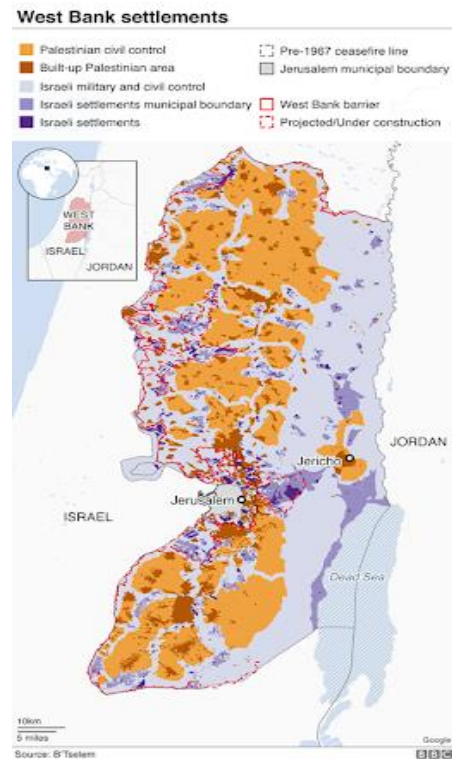 West Bank settlements
Palestinian civil control
Built-up Palestinian area
Israeli military and civil control
Israeli settlements municipal boundary
Israeli settlements
Pre-1967 ceasefire line
Jerusalem municipal boundary
West Bank barrier
Projected/Under construction
WEST
BANK
ISRAEL
JORDAN
JORDAN
Jericho
Jerusalem
ISRAEL
Dead Sea
10km
5 miles
Google
Source: B'Tselem
BBC